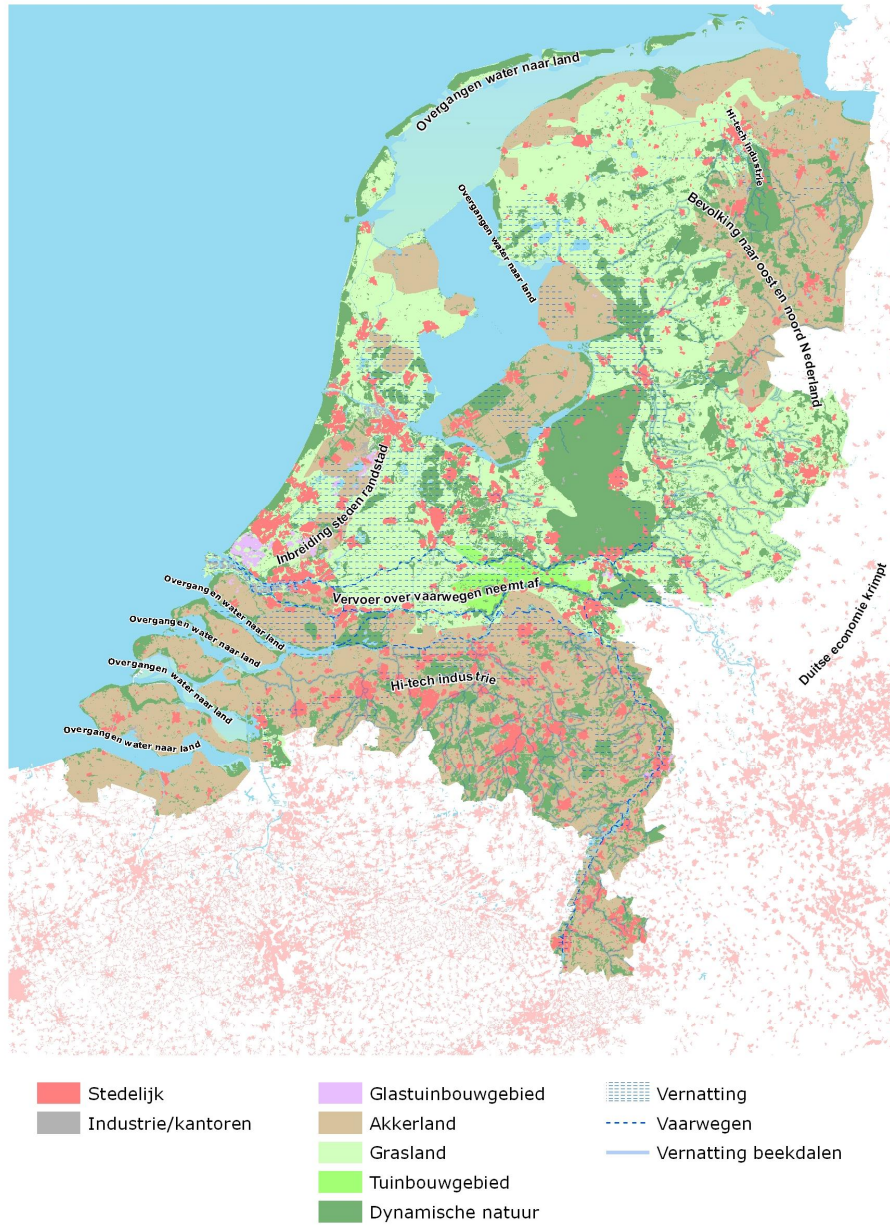 Overgangen water naar land
Hi-tech industrie
Overgangen water naar land
Bevolking naar oost en noord Nederland
Inbreiding steden randstad
Overgangen water naar land
Vervoer over vaarwegen neemt af
Duitse economie krimpt
Overgangen water naar land
Overgangen water naar land
Hi-tech industrie
Overgangen water naar land
Stedelijk
Industrie/kantoren
Glastuinbouwgebied
Akkerland
Grasland
Tuinbouwgebied
Dynamische natuur
Vernatting
Vaarwegen
Vernatting beekdalen